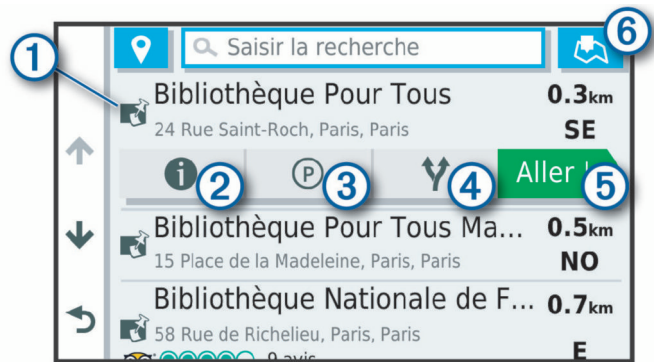 6
Saisir la recherche
1
Bibliothèque Pour Tous 0.3km
24 Rue Saint-Roch, Paris, Paris SE
i 2 P 3 4 Aller ! 5
Bibliothèque Pour Tous Ma... 0.5km
15 Place de la Madeleine, Paris, Paris NO
Bibliothèque Nationale de F... 0.7km
58 Rue de Richelieu, Paris, Paris E
9 avis